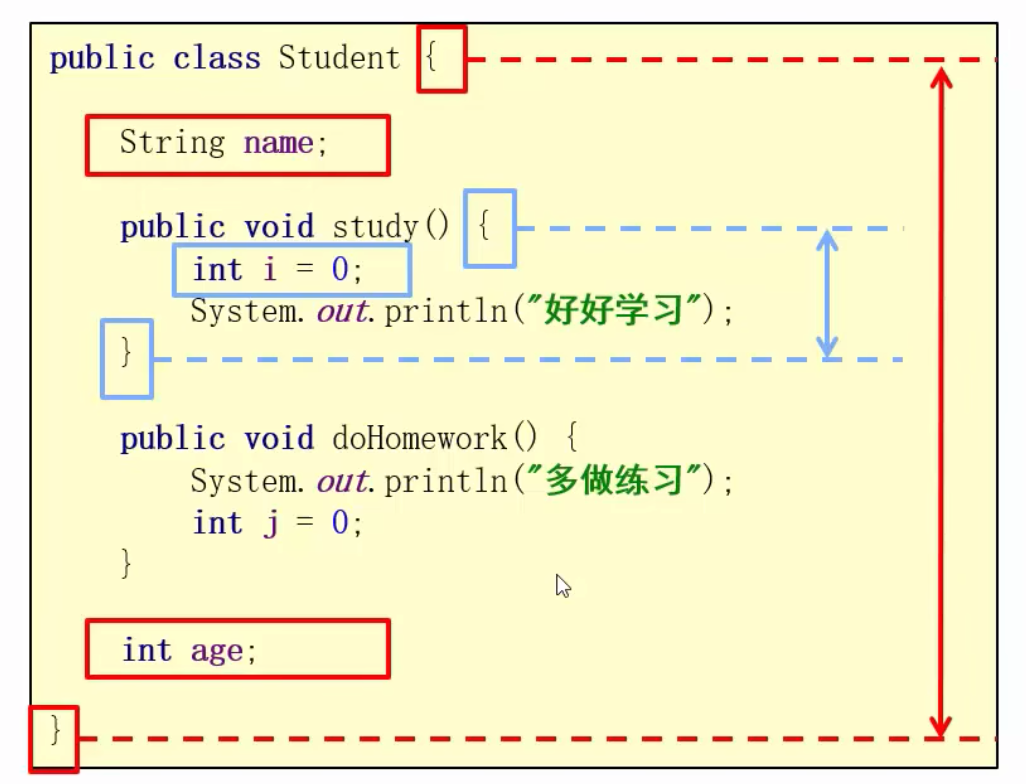 public class Student {
String name;
public void study() {
int i = 0;
System.out.println("好好学习");
}
public void doHomework() {
System.out.println("多做练习");
int j = 0;
}
int age;
}